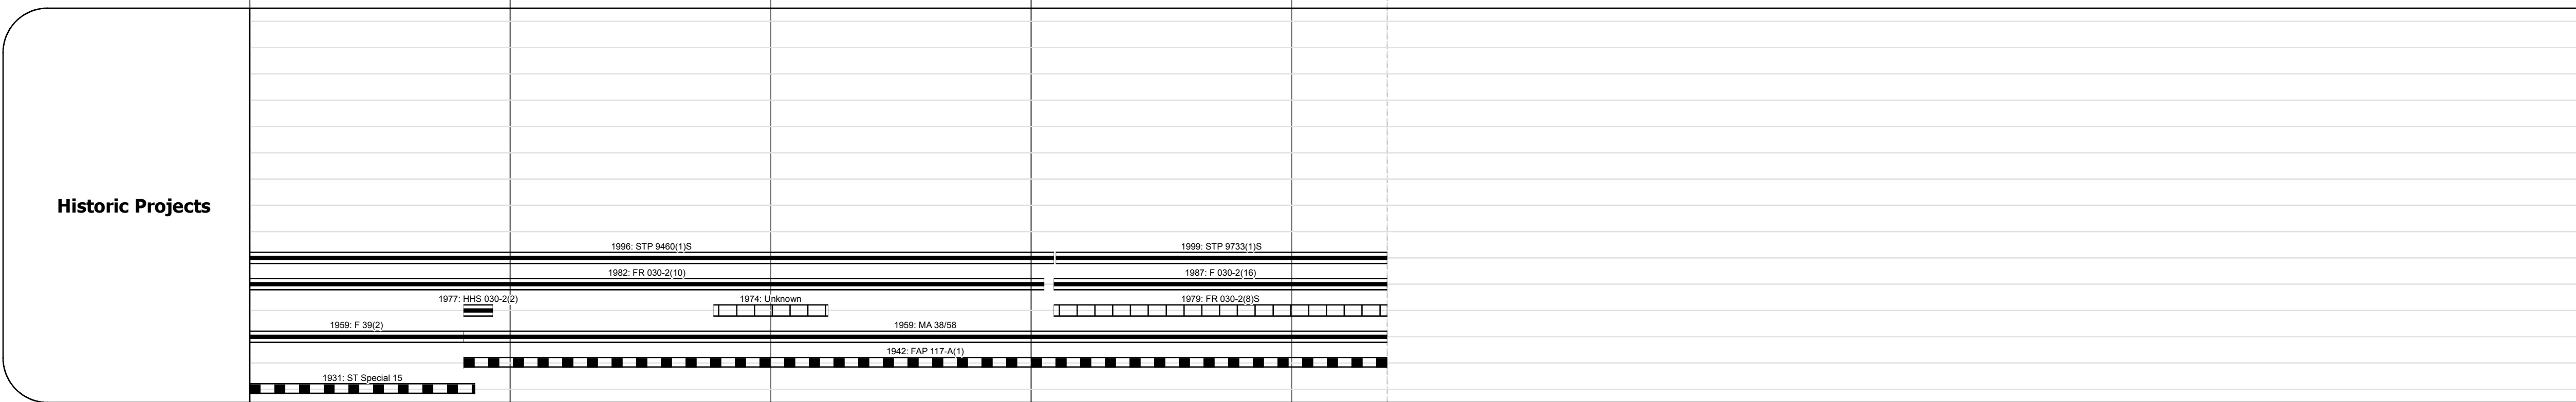 Historic Projects
1996: STP 9460(1)S
1999: STP 9733(1)S
1982: FR 030-2(10)
1987: F 030-2(16)
1977: HHS 030-2(2)
1974: Unknown
1979: FR 030-2(8)S
1959: F 39(2)
1959: MA 38/58
1942: FAP 117-A(1)
1931: ST Special 15